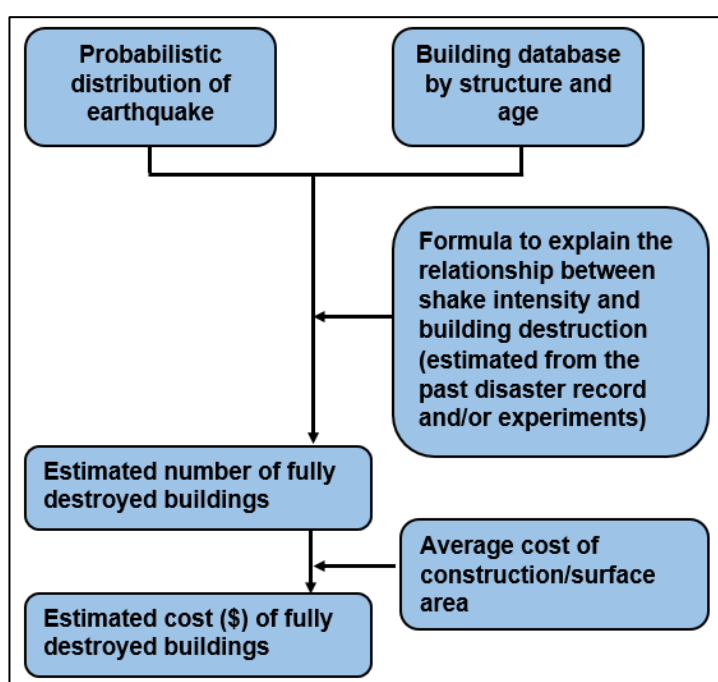 Probabilistic
distribution of
earthquake
Building database
by structure and
age
Formula to explain the
relationship between
shake intensity and
building destruction
(estimated from the
past disaster record
and/or experiments)
Estimated number of fully
destroyed buildings
Average cost of
construction/surface
area
Estimated cost ($) of fully
destroyed buildings